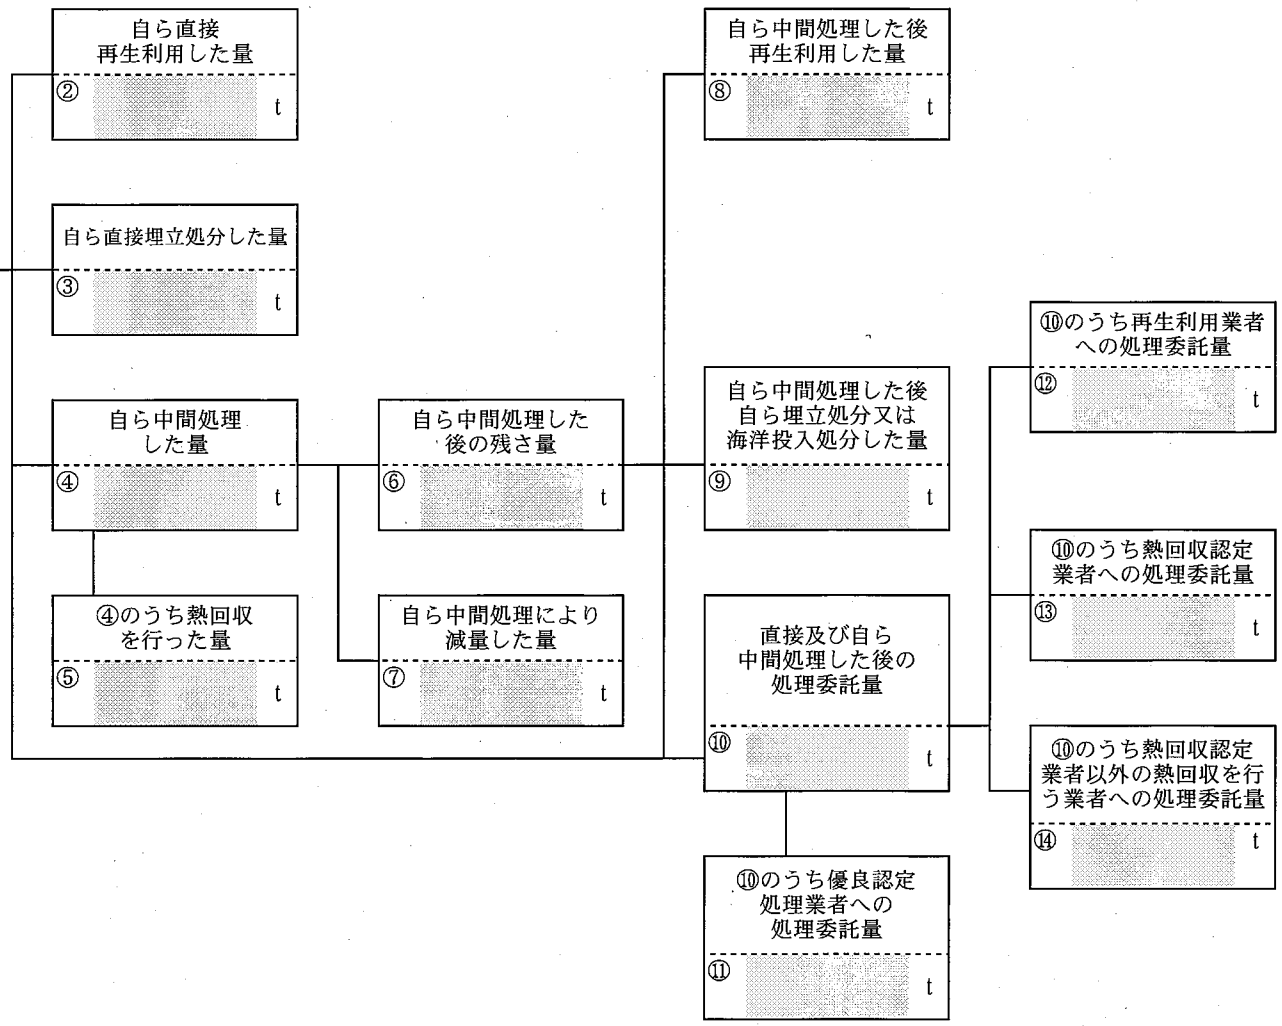 自ら直接
再生利用した量
② t
自ら直接埋立処分した量
③ t
自ら中間処理
した量
④ t
④のうち熱回収
を行った量
⑤ t
自ら中間処理した
後の残さ量
⑥ t
自ら中間処理により
減量した量
⑦ t
自ら中間処理した後
再生利用した量
⑧ t
自ら中間処理した後
自ら埋立処分又は
海洋投入処分した量
⑨ t
直接及び自ら
中間処理した後の
処理委託量
⑩ t
⑩のうち優良認定
処理業者への
処理委託量
⑪ t
⑩のうち再生利用業者
への処理委託量
⑫ t
⑩のうち熱回収認定
業者への処理委託量
⑬ t
⑩のうち熱回収認定
業者以外の熱回収を行
う業者への処理委託量
⑭ t